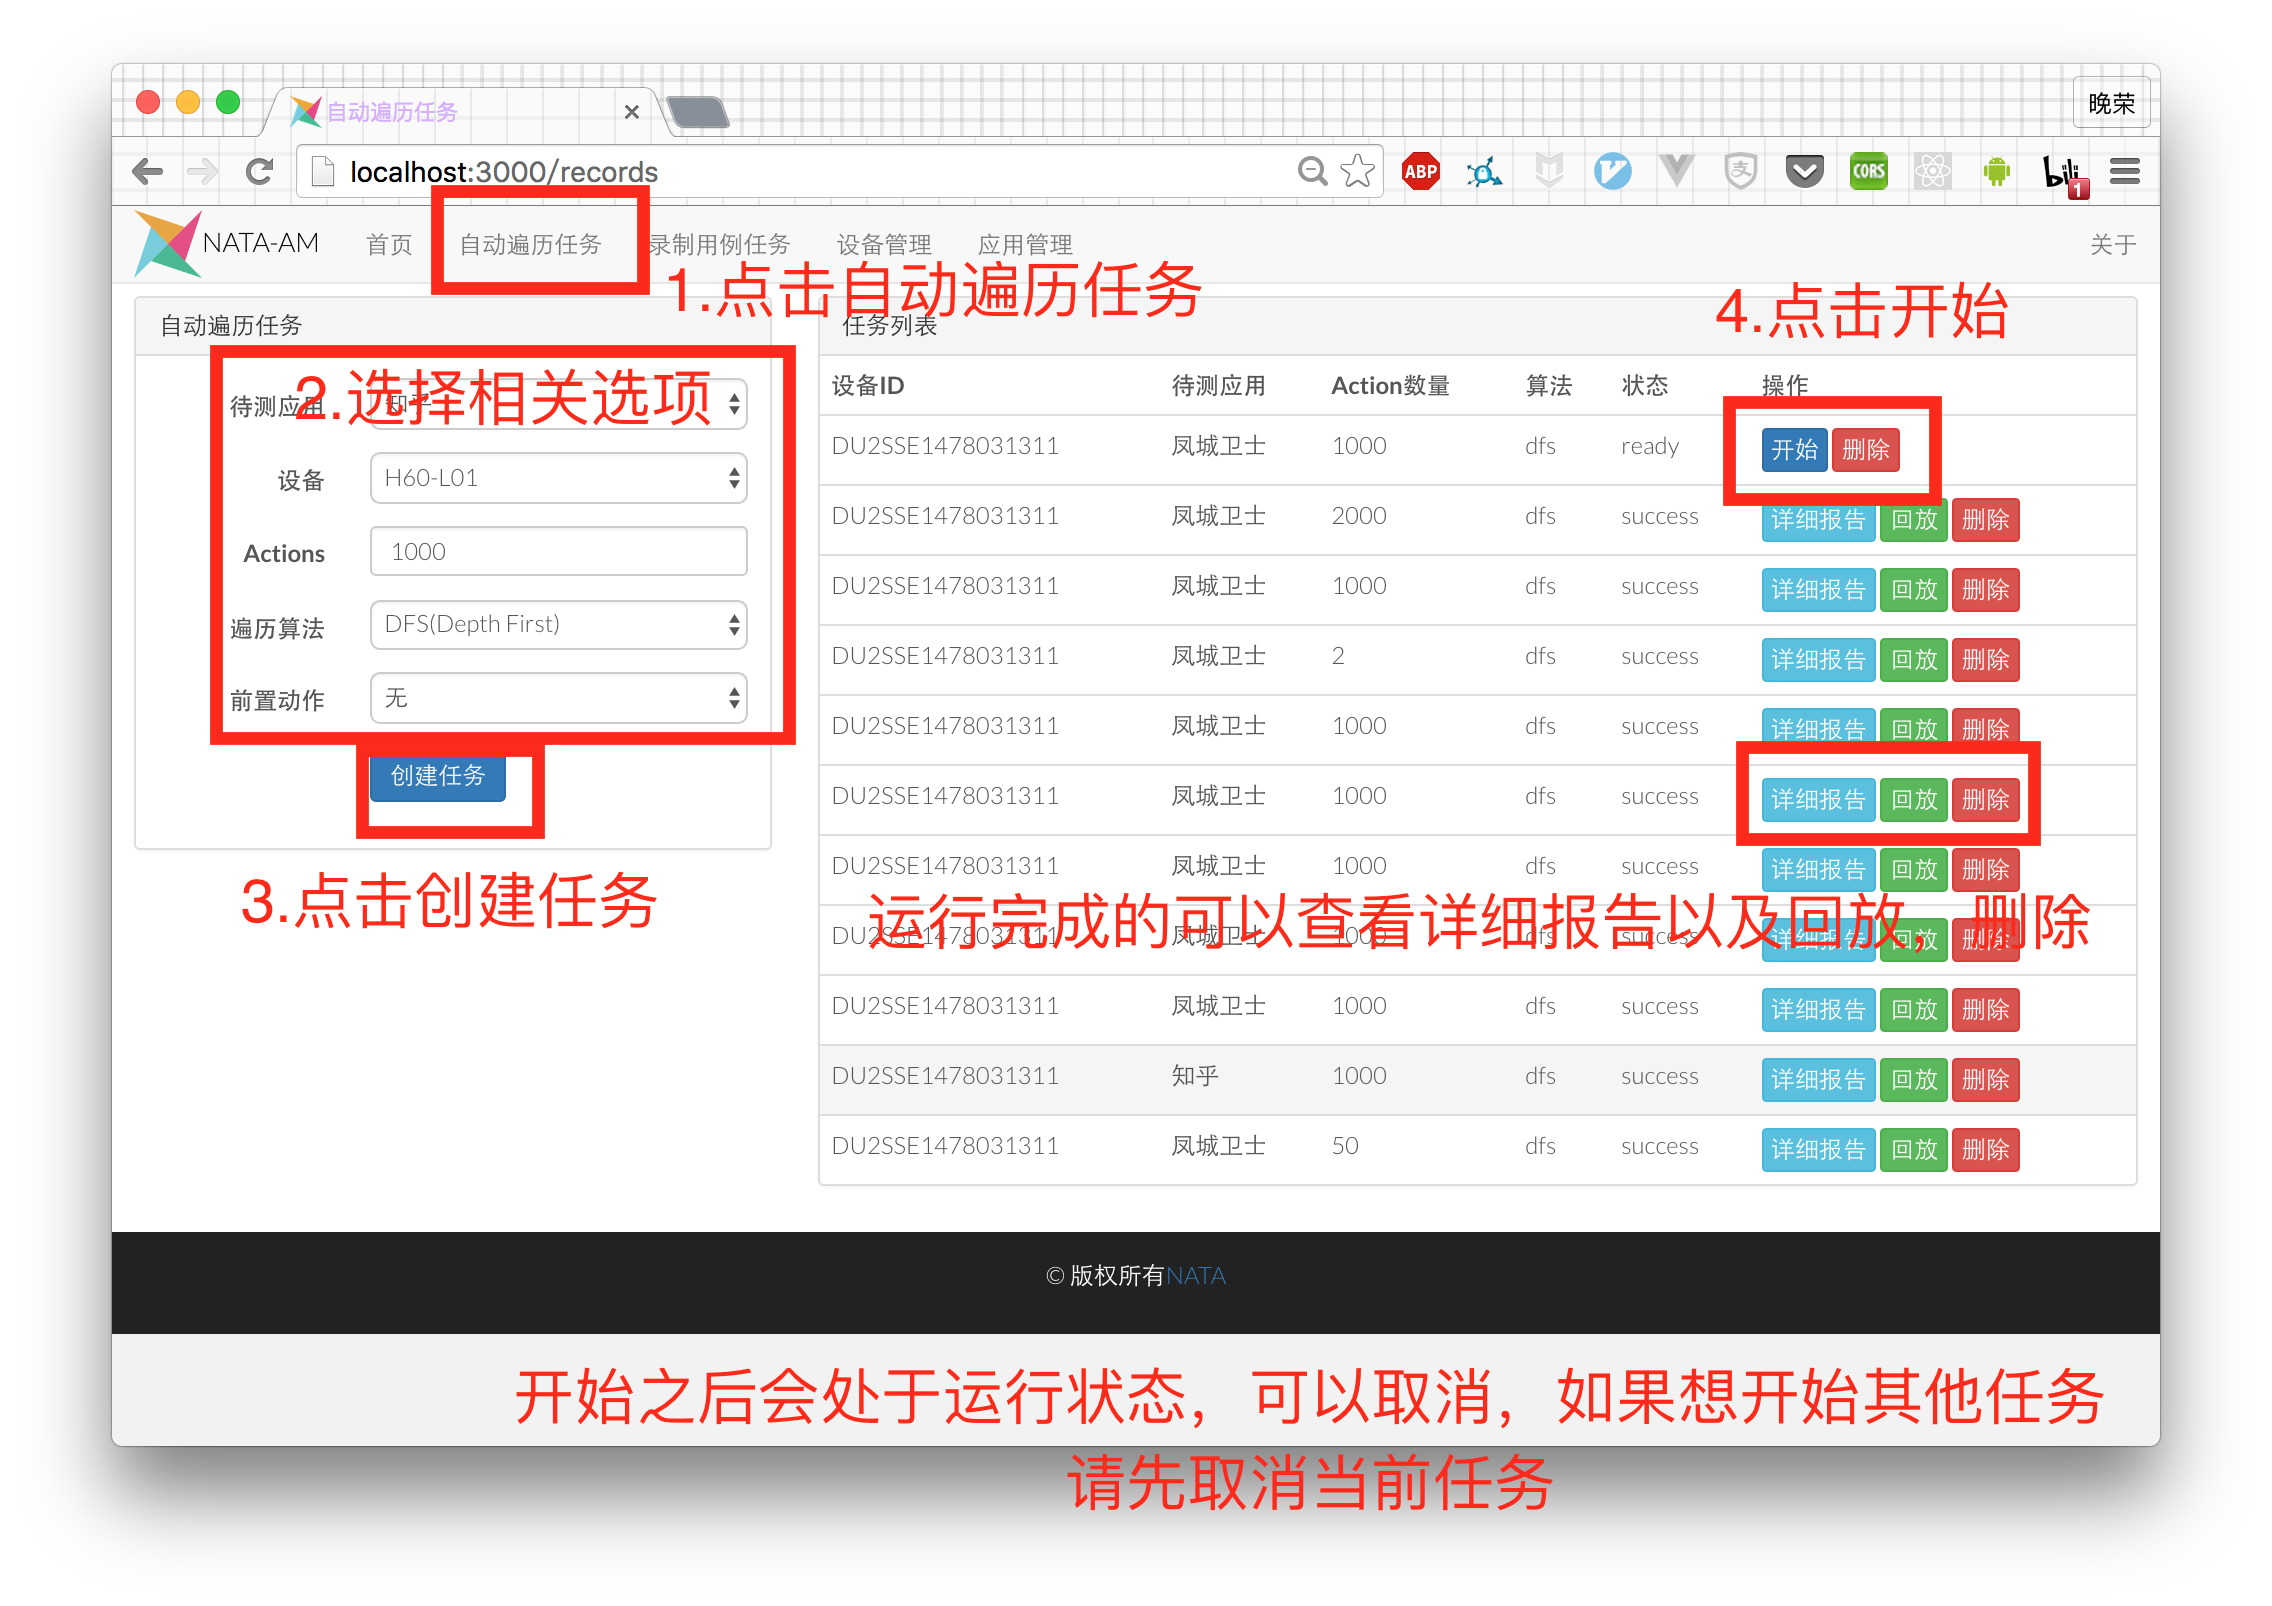 自动遍历任务
晚荣
localhost:3000/records
ABP
CORS
bili
1
NATA-AM 首页 自动遍历任务 录制用例任务 设备管理 应用管理 关于
1.点击自动遍历任务
4.点击开始
自动遍历任务
2.选择相关选项
待测应用 知乎
设备 H60-L01
Actions 1000
遍历算法 DFS(Depth First)
前置动作 无
创建任务
3.点击创建任务
任务列表
设备ID 待测应用 Action数量 算法 状态 操作
DU2SSE1478031311 凤城卫士 1000 dfs ready 开始 删除
DU2SSE1478031311 凤城卫士 2000 dfs success 详细报告 回放 删除
DU2SSE1478031311 凤城卫士 1000 dfs success 详细报告 回放 删除
DU2SSE1478031311 凤城卫士 2 dfs success 详细报告 回放 删除
DU2SSE1478031311 凤城卫士 1000 dfs success 详细报告 回放 删除
DU2SSE1478031311 凤城卫士 1000 dfs success 详细报告 回放 删除
DU2SSE1478031311 凤城卫士 1000 dfs success 详细报告 回放 删除
运行完成的可以查看详细报告以及回放，删除
DU2SSE1478031311 凤城卫士 1000 dfs success 详细报告 回放 删除
DU2SSE1478031311 凤城卫士 1000 dfs success 详细报告 回放 删除
DU2SSE1478031311 知乎 1000 dfs success 详细报告 回放 删除
DU2SSE1478031311 凤城卫士 50 dfs success 详细报告 回放 删除
© 版权所有NATA
开始之后会处于运行状态，可以取消，如果想开始其他任务
请先取消当前任务